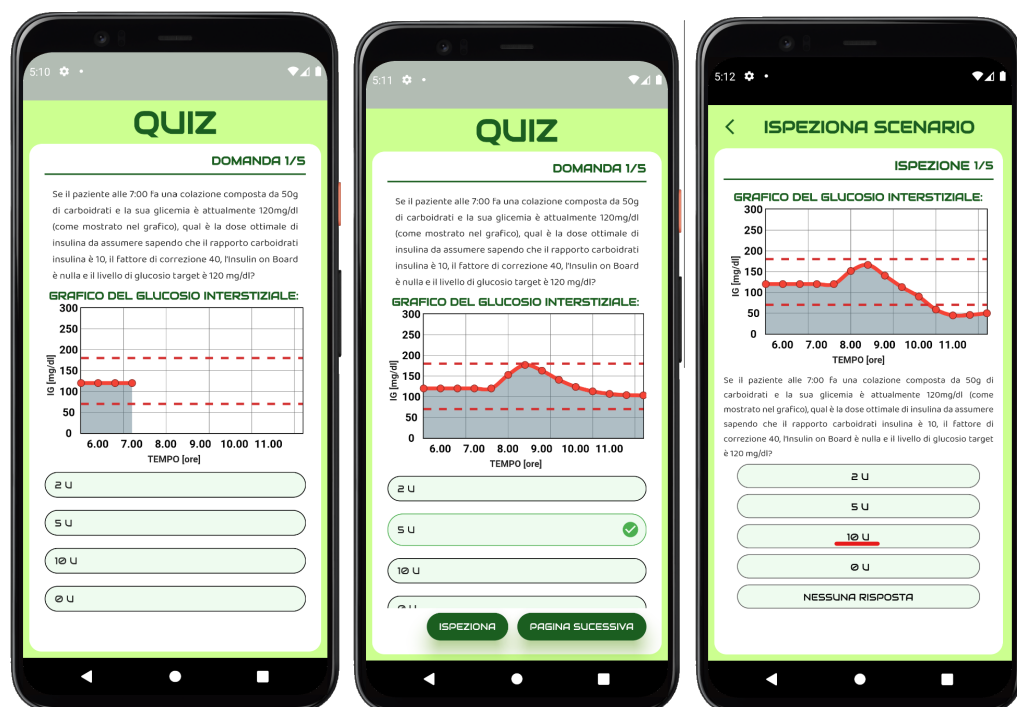 5:10
QUIZ
DOMANDA 1/5
Se il paziente alle 7:00 fa una colazione composta da 50g
di carboidrati e la sua glicemia è attualmente 120mg/dl
(come mostrato nel grafico), qual è la dose ottimale di
insulina da assumere sapendo che il rapporto carboidrati
insulina è 10, il fattore di correzione 40, l'Insulin on Board
è nulla e il livello di glucosio target è 120 mg/dl?
GRAFICO DEL GLUCOSIO INTERSTIZIALE:
300
250
200
150
100
50
0
IG [mg/dl]
6.00 7.00 8.00 9.00 10.00 11.00
TEMPO [ore]
2 U
5 U
10 U
0 U
5:11
QUIZ
DOMANDA 1/5
Se il paziente alle 7:00 fa una colazione composta da 50g
di carboidrati e la sua glicemia è attualmente 120mg/dl
(come mostrato nel grafico), qual è la dose ottimale di
insulina da assumere sapendo che il rapporto carboidrati
insulina è 10, il fattore di correzione 40, l'Insulin on Board
è nulla e il livello di glucosio target è 120 mg/dl?
GRAFICO DEL GLUCOSIO INTERSTIZIALE:
300
250
200
150
100
50
0
IG [mg/dl]
6.00 7.00 8.00 9.00 10.00 11.00
TEMPO [ore]
2 U
5 U
10 U
0 U
ISPEZIONA
PAGINA SUCESSIVA
5:12
ISPEZIONA SCENARIO
ISPEZIONE 1/5
GRAFICO DEL GLUCOSIO INTERSTIZIALE:
300
250
200
150
100
50
0
IG [mg/dl]
6.00 7.00 8.00 9.00 10.00 11.00
TEMPO [ore]
Se il paziente alle 7:00 fa una colazione composta da 50g di
carboidrati e la sua glicemia è attualmente 120mg/dl (come
mostrato nel grafico), qual è la dose ottimale di insulina da assumere
sapendo che il rapporto carboidrati insulina è 10, il fattore di
correzione 40, l'Insulin on Board è nulla e il livello di glucosio target
è 120 mg/dl?
2 U
5 U
10 U
0 U
NESSUNA RISPOSTA